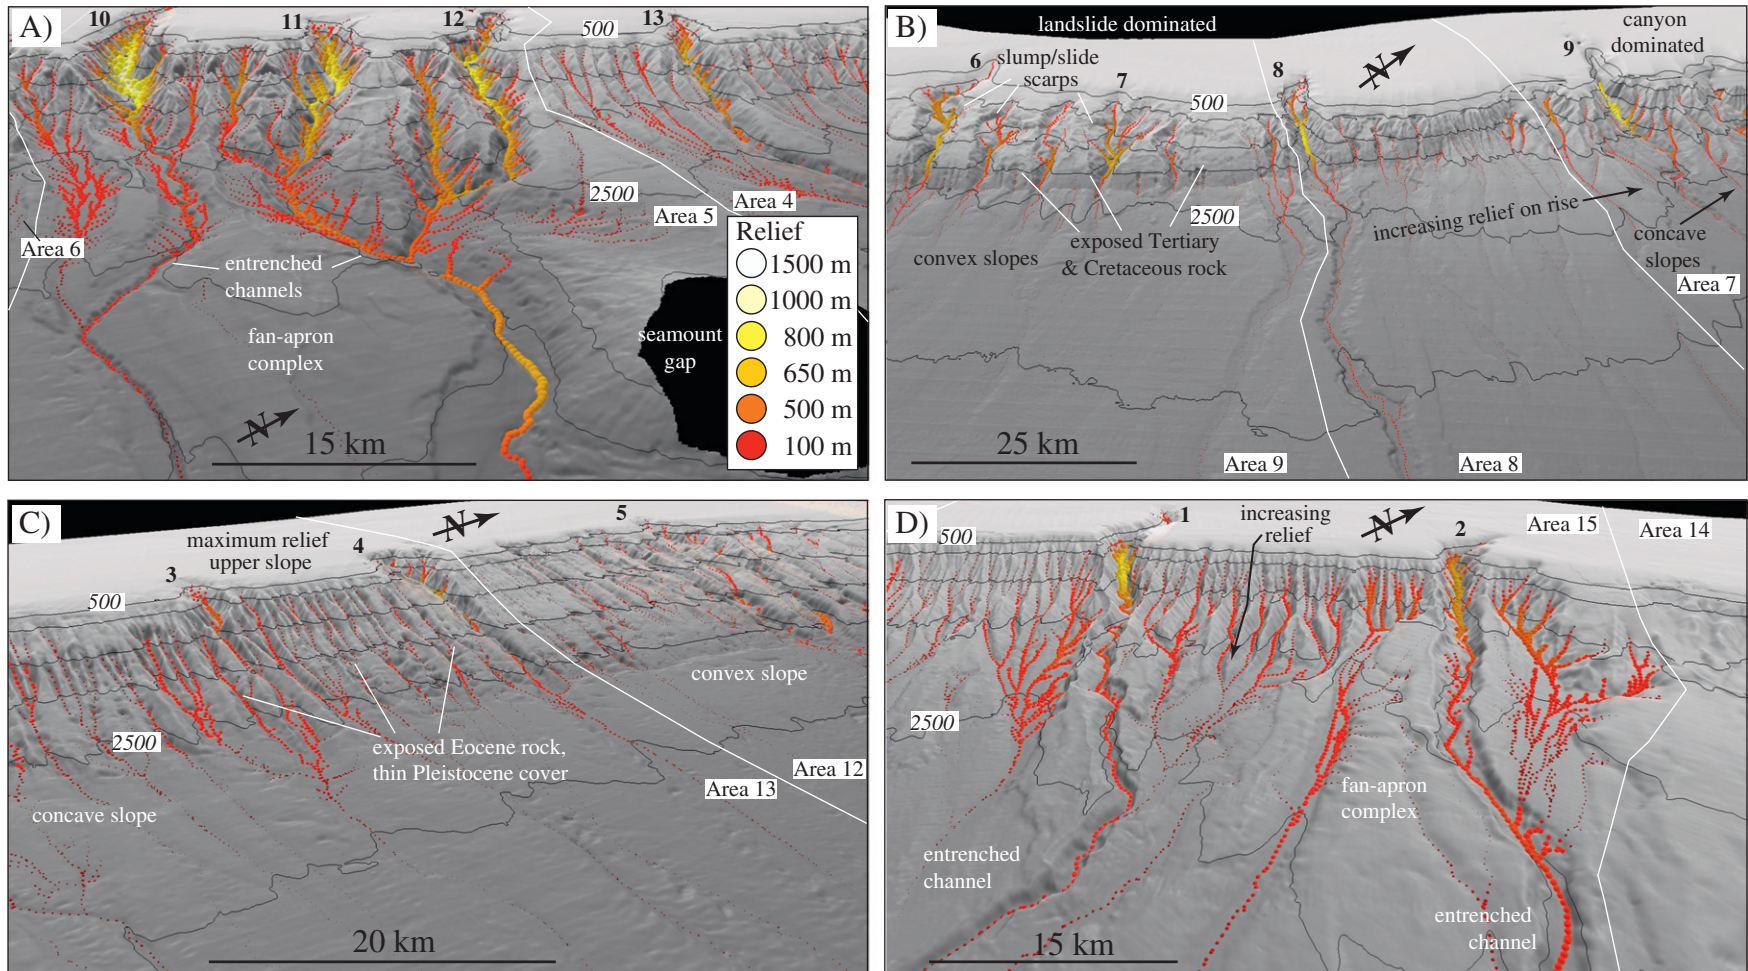 A)
10
11
12
13
500
2500
Area 4
Area 5
Area 6
entrenched
channels
fan-apron
complex
seamount
gap
N
15 km
Relief
1500 m
1000 m
800 m
650 m
500 m
100 m
B)
landslide dominated
canyon
dominated
6
slump/slide
scarps
7
8
9
N
500
2500
increasing relief on rise
convex slopes
exposed Tertiary
& Cretaceous rock
concave
slopes
Area 7
25 km
Area 9
Area 8
C)
N
5
maximum relief
upper slope
4
3
500
convex slope
2500
exposed Eocene rock,
thin Pleistocene cover
Area 12
Area 13
concave slope
20 km
D)
1
increasing
relief
N
2
Area 15
Area 14
500
2500
fan-apron
complex
entrenched
channel
entrenched
channel
15 km